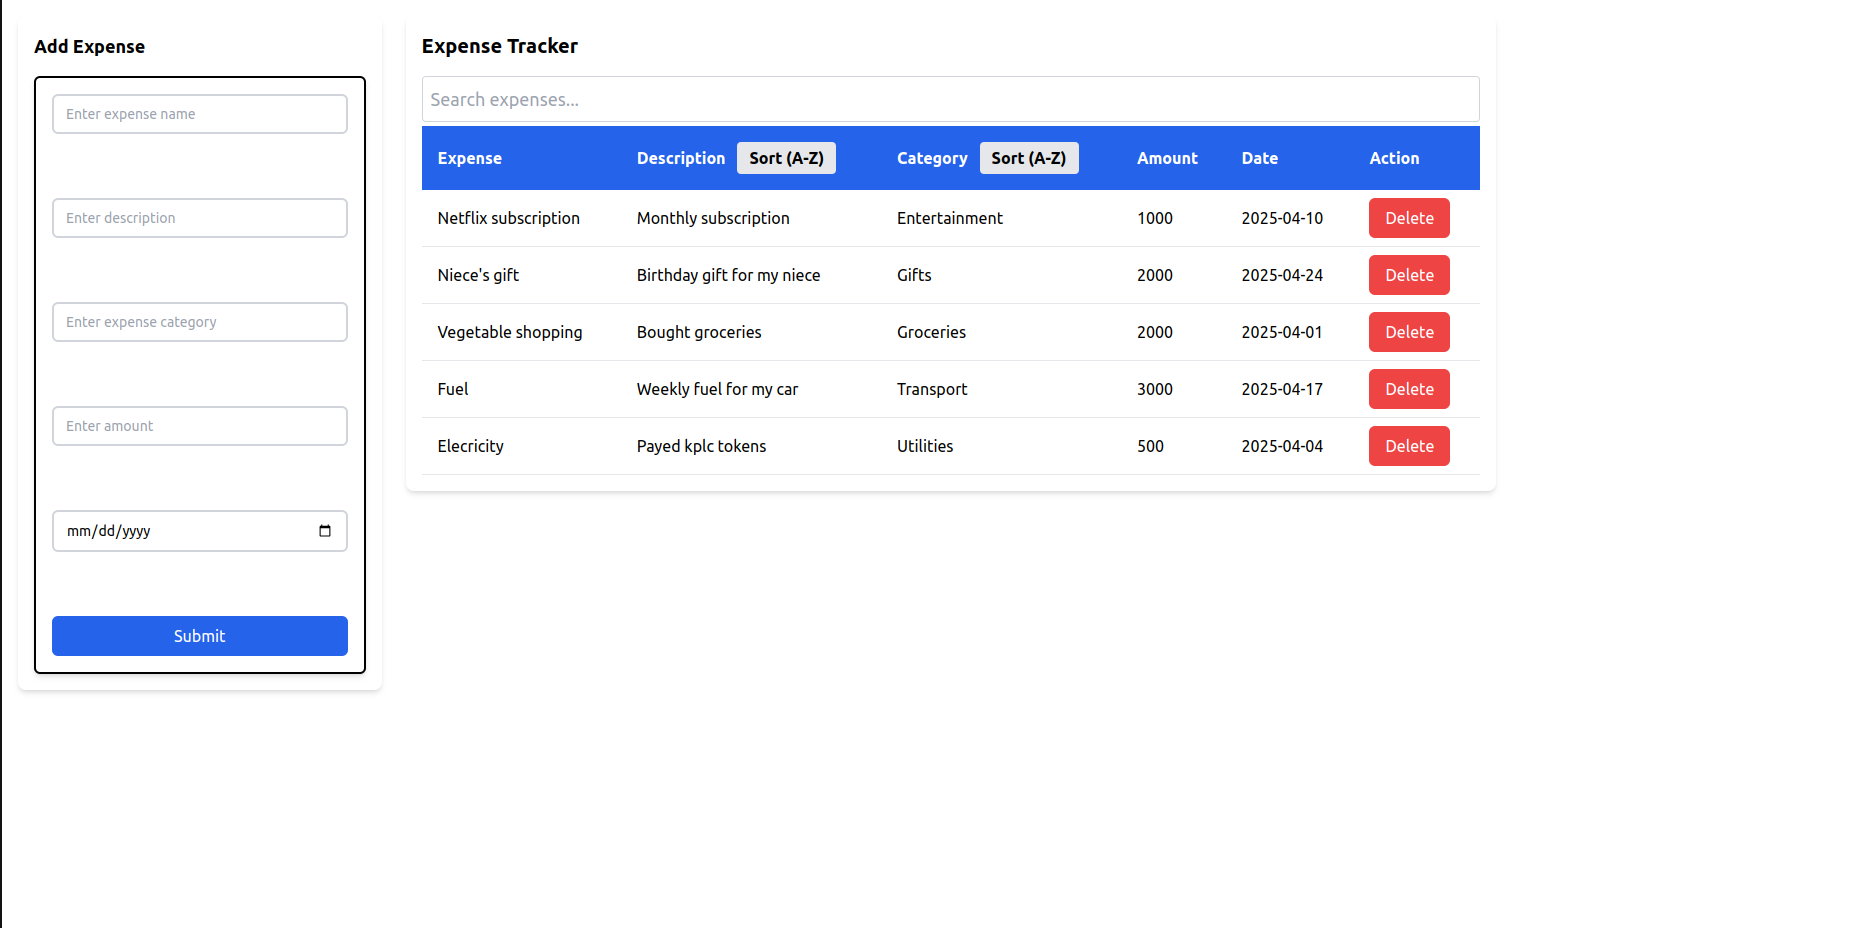 Add Expense
Enter expense name
Enter description
Enter expense category
Enter amount
mm/dd/yyyy
Submit
Expense Tracker
Search expenses...
Expense Description Sort (A-Z) Category Sort (A-Z) Amount Date Action
Netflix subscription Monthly subscription Entertainment 1000 2025-04-10 Delete
Niece's gift Birthday gift for my niece Gifts 2000 2025-04-24 Delete
Vegetable shopping Bought groceries Groceries 2000 2025-04-01 Delete
Fuel Weekly fuel for my car Transport 3000 2025-04-17 Delete
Elecricity Payed kplc tokens Utilities 500 2025-04-04 Delete